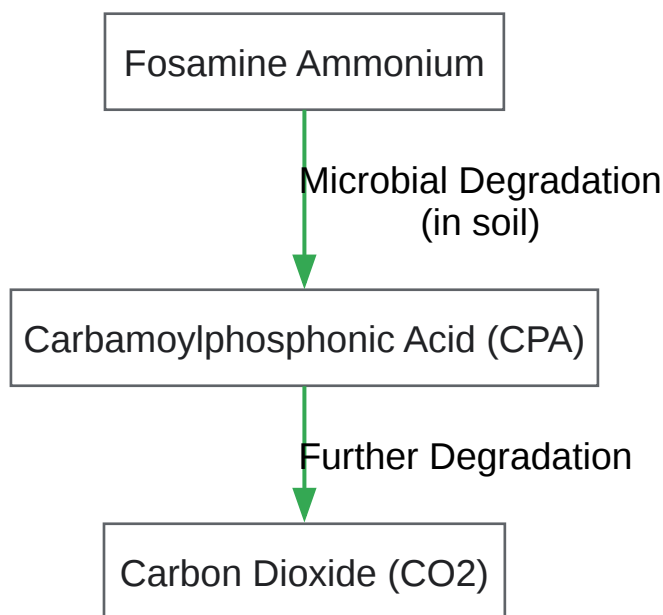 Fosamine Ammonium
Microbial Degradation
(in soil)
Carbamoylphosphonic Acid (CPA)
Further Degradation
Carbon Dioxide (CO2)